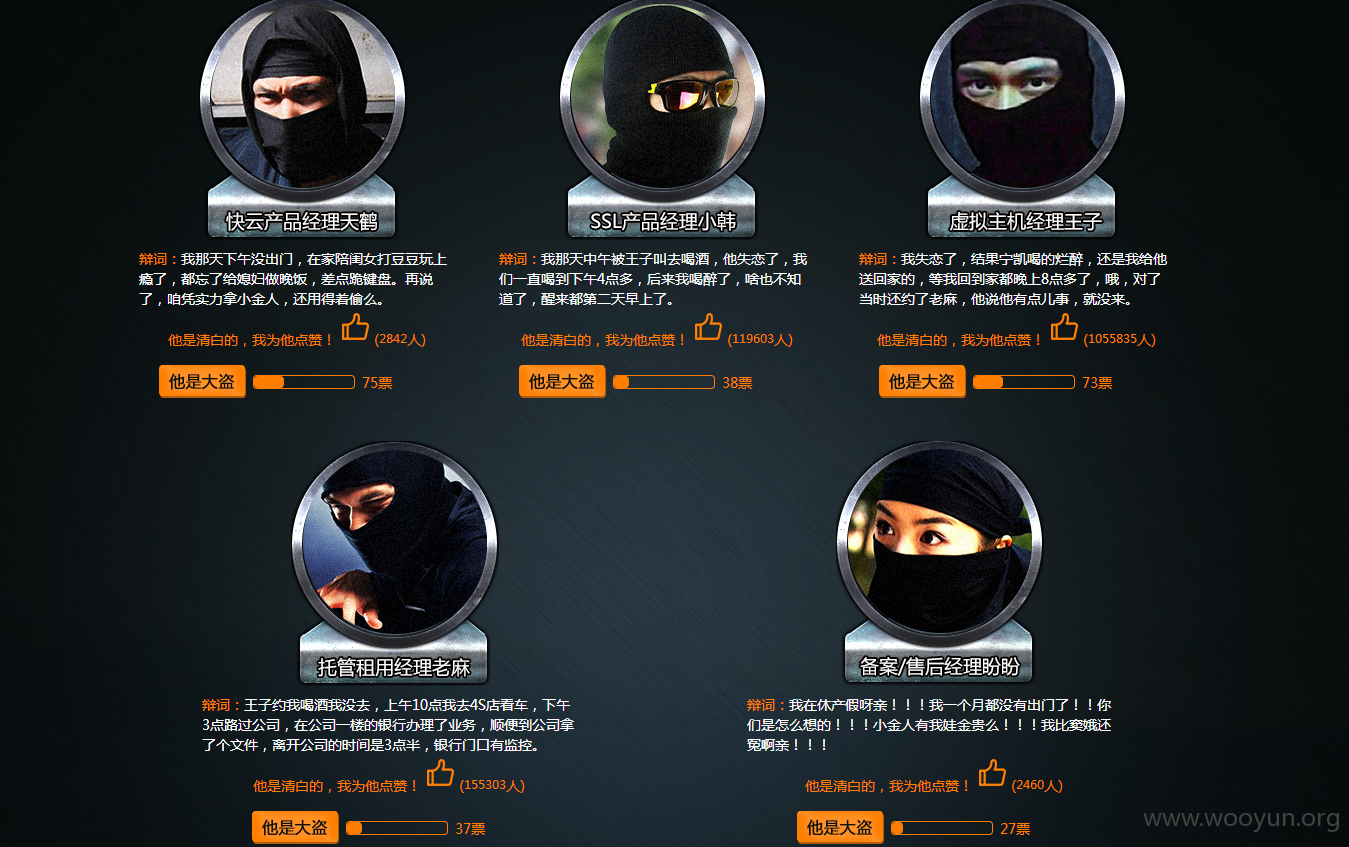 快云产品经理天鹤
SSL产品经理小韩
虚拟主机经理王子
辩词：我那天下午没出门，在家陪闺女打豆豆玩上
瘾了，都忘了给媳妇做晚饭，差点跪键盘。再说
了，咱凭实力拿小金人，还用得着偷么。
辩词：我那天中午被王子叫去喝酒，他失恋了，我
们一直喝到下午4点多，后来我喝醉了，啥也不知
道了，醒来都第二天早上了。
辩词：我失恋了，结果宁凯喝的烂醉，还是我给他
送回家的，等我回到家都晚上8点多了，哦，对了
当时还约了老麻，他说他有点儿事，就没来。
他是清白的，我为他点赞！ (2842人)
他是清白的，我为他点赞！ (119603人)
他是清白的，我为他点赞！ (1055835人)
他是大盗 75票
他是大盗 38票
他是大盗 73票
托管租用经理老麻
备案/售后经理盼盼
辩词：王子约我喝酒我没去，上午10点我去4S店看车，下午
3点路过公司，在公司一楼的银行办理了业务，顺便到公司拿
了个文件，离开公司的时间是3点半，银行门口有监控。
辩词：我在休产假呀亲！！！我一个月都没有出门了！！你
们是怎么想的！！！小金人有我娃金贵么！！！我比窦娥还
冤啊亲！！！
他是清白的，我为他点赞！ (155303人)
他是清白的，我为他点赞！ (2460人)
他是大盗 37票
他是大盗 27票
www.wooyun.org